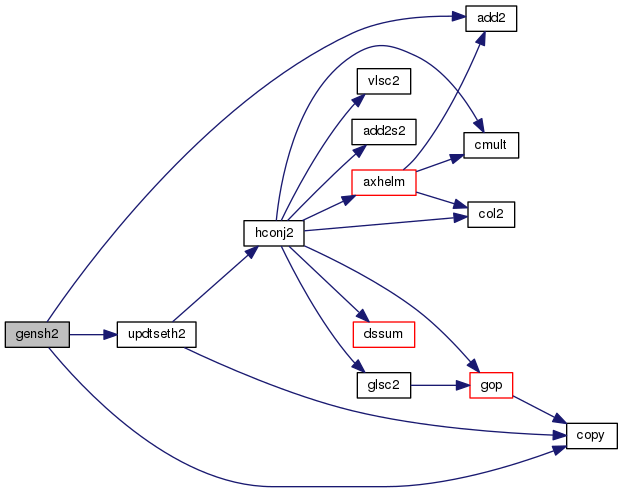 add2
vlsc2
add2s2
cmult
axhelm
col2
hconj2
gensh2
updtseth2
dssum
glsc2
gop
copy